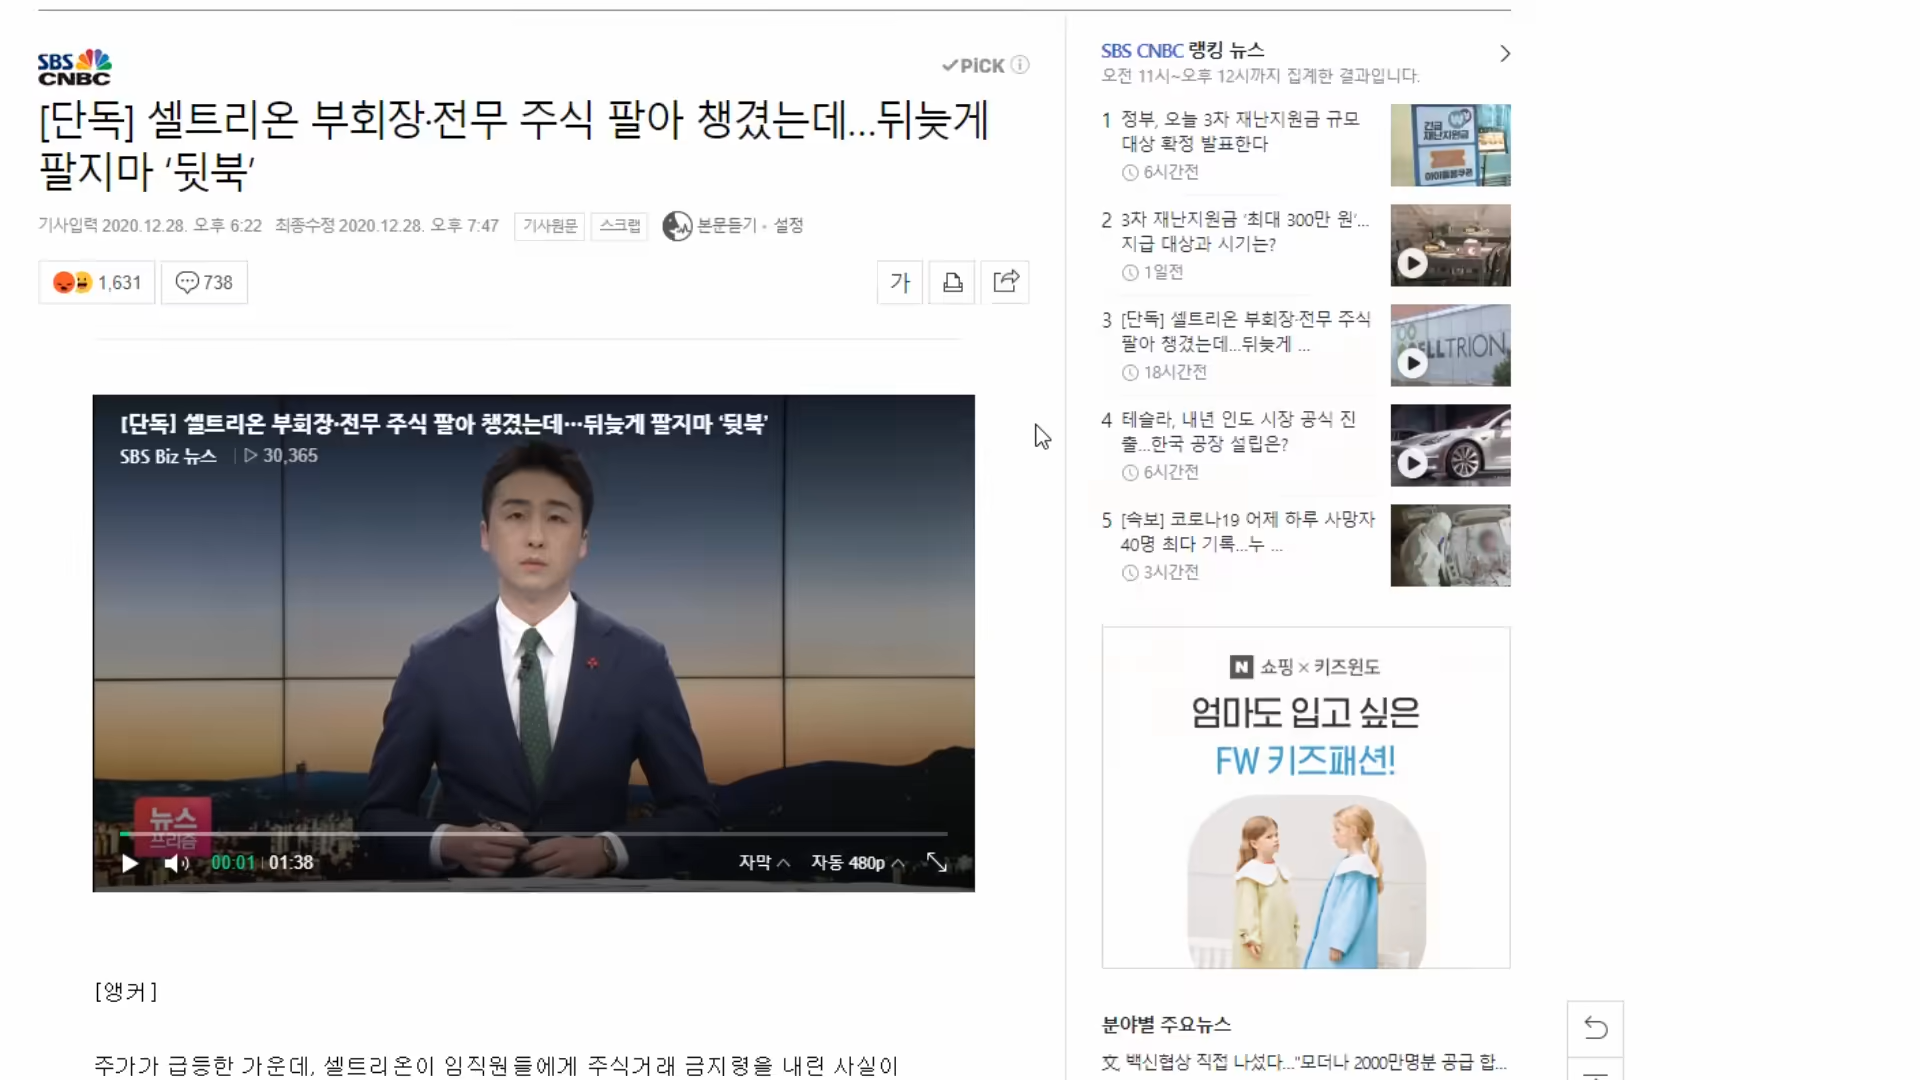 SBS
CNBC
PiCK
[단독] 셀트리온 부회장·전무 주식 팔아 챙겼는데…뒤늦게
팔지마 ‘뒷북’
기사입력 2020.12.28. 오후 6:22 최종수정 2020.12.28. 오후 7:47 기사원문 스크랩 본문듣기 · 설정
1,631 738 가
[단독] 셀트리온 부회장·전무 주식 팔아 챙겼는데…뒤늦게 팔지마 ‘뒷북’
SBS Biz 뉴스 30,365
뉴스
프리즘
00:01 01:38 자막 자동 480p
[앵커]
주가가 급등한 가운데, 셀트리온이 임직원들에게 주식거래 금지령을 내린 사실이
SBS CNBC 랭킹 뉴스
오전 11시~오후 12시까지 집계한 결과입니다.
1 정부, 오늘 3차 재난지원금 규모
대상 확정 발표한다
6시간전
긴급
재난지원금
아이돌봄쿠폰
2 3차 재난지원금 ‘최대 300만 원’…
지급 대상과 시기는?
1일전
3 [단독] 셀트리온 부회장·전무 주식
팔아 챙겼는데…뒤늦게 ...
18시간전
ELLTRION
4 테슬라, 내년 인도 시장 공식 진
출…한국 공장 설립은?
6시간전
5 [속보] 코로나19 어제 하루 사망자
40명 최다 기록…누 ...
3시간전
N 쇼핑 × 키즈윈도
엄마도 입고 싶은
FW 키즈패션!
분야별 주요뉴스
文, 백신협상 직접 나섰다…"모더나 2000만명분 공급 합...